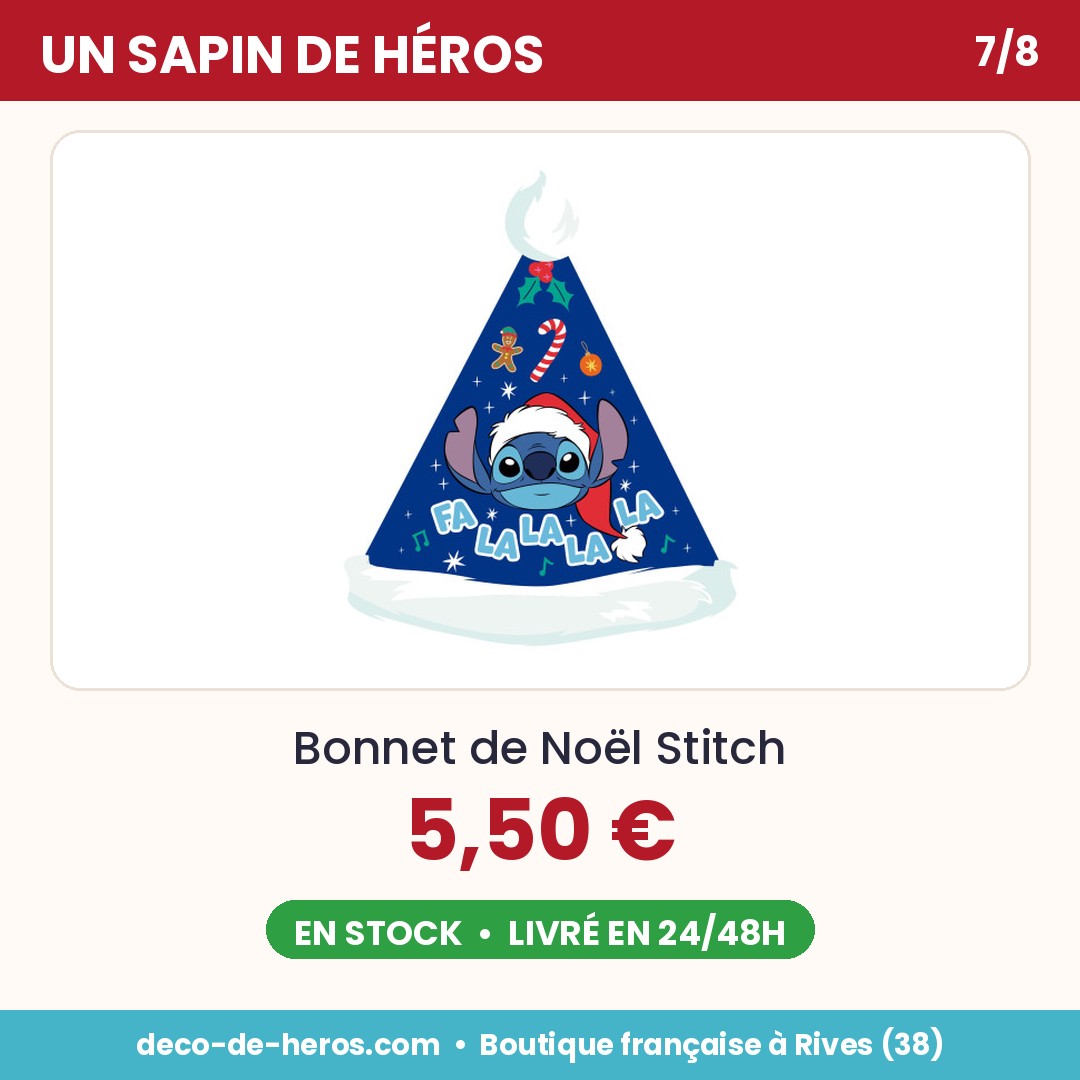 UN SAPIN DE HÉROS
7/8
FA LA LA LA LA
Bonnet de Noël Stitch
5,50 €
EN STOCK • LIVRÉ EN 24/48H
deco-de-heros.com • Boutique française à Rives (38)